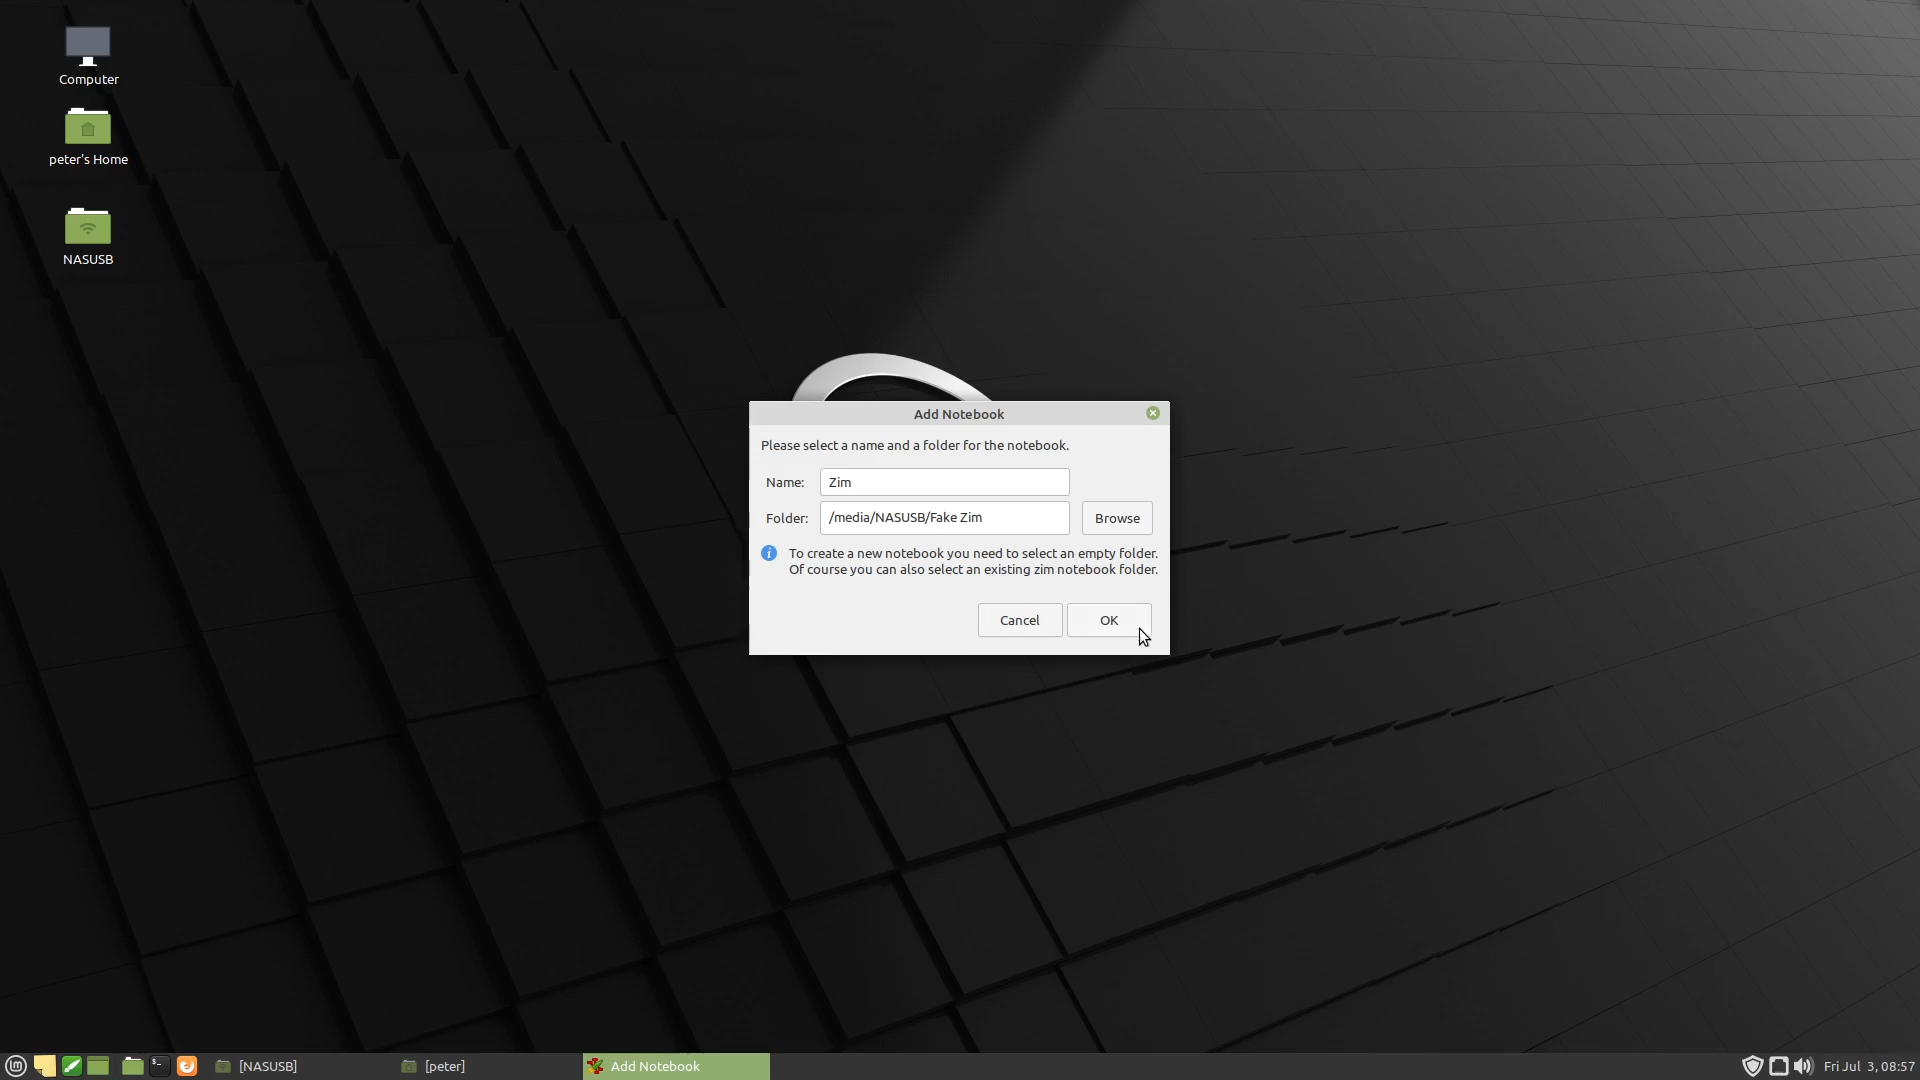 Computer
peter's Home
NASUSB
Add Notebook
Please select a name and a folder for the notebook.
Name: Zim
Folder: /media/NASUSB/Fake Zim Browse
To create a new notebook you need to select an empty folder.
Of course you can also select an existing zim notebook folder.
Cancel OK
[NASUSB] [peter] Add Notebook Fri Jul 3, 08:57